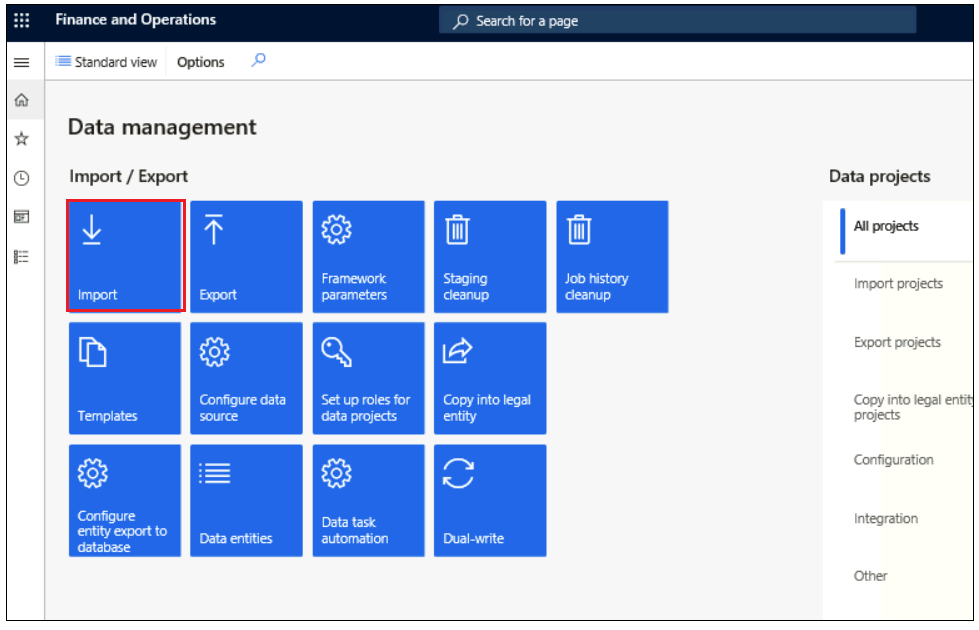 Finance and Operations
Search for a page
Standard view
Options
Data management
Import / Export
Data projects
Import
Export
Framework
parameters
Staging
cleanup
Job history
cleanup
Templates
Configure data
source
Set up roles for
data projects
Copy into legal
entity
Configure
entity export to
database
Data entities
Data task
automation
Dual-write
All projects
Import projects
Export projects
Copy into legal entity
projects
Configuration
Integration
Other